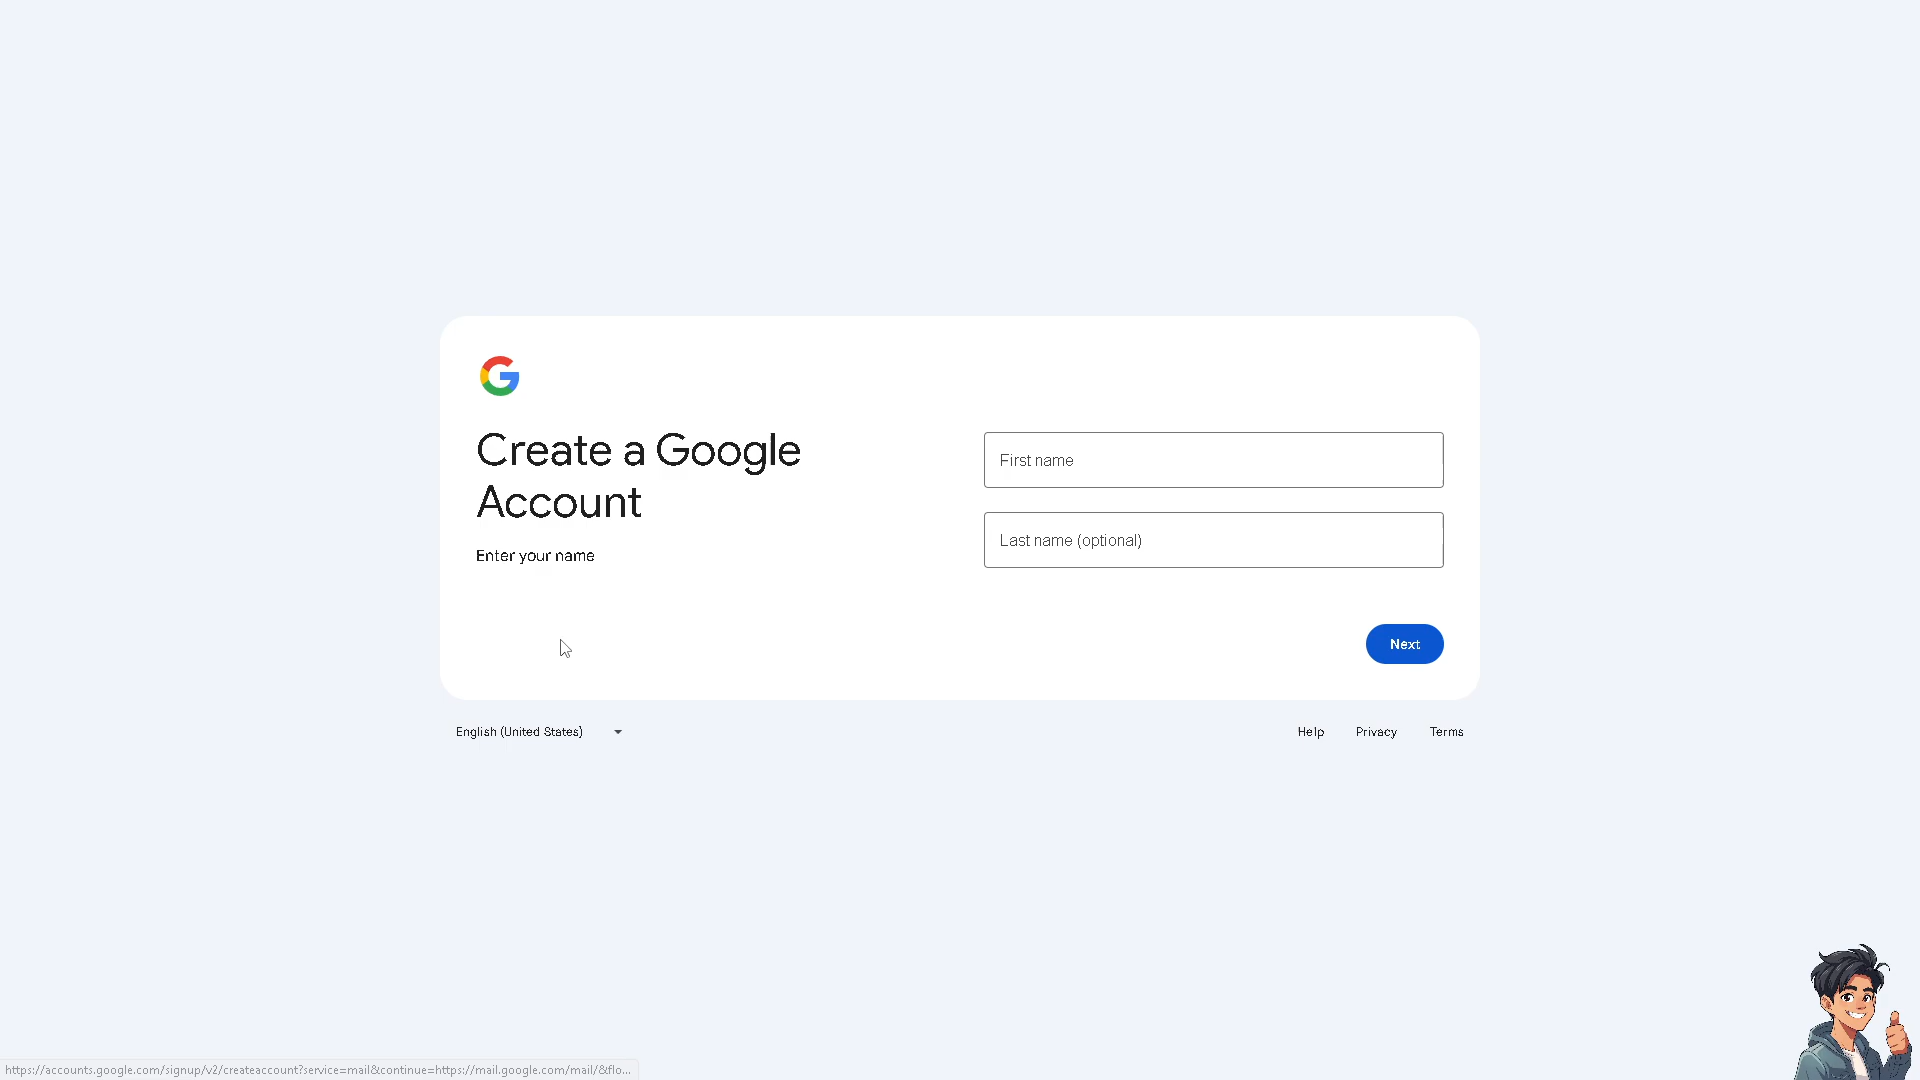 Create a Google
Account
Enter your name
First name
Last name (optional)
Next
English (United States)
Help
Privacy
Terms
https://accounts.google.com/signup/v2/createaccount?service=mail&continue=https://mail.google.com/mail/&flo...